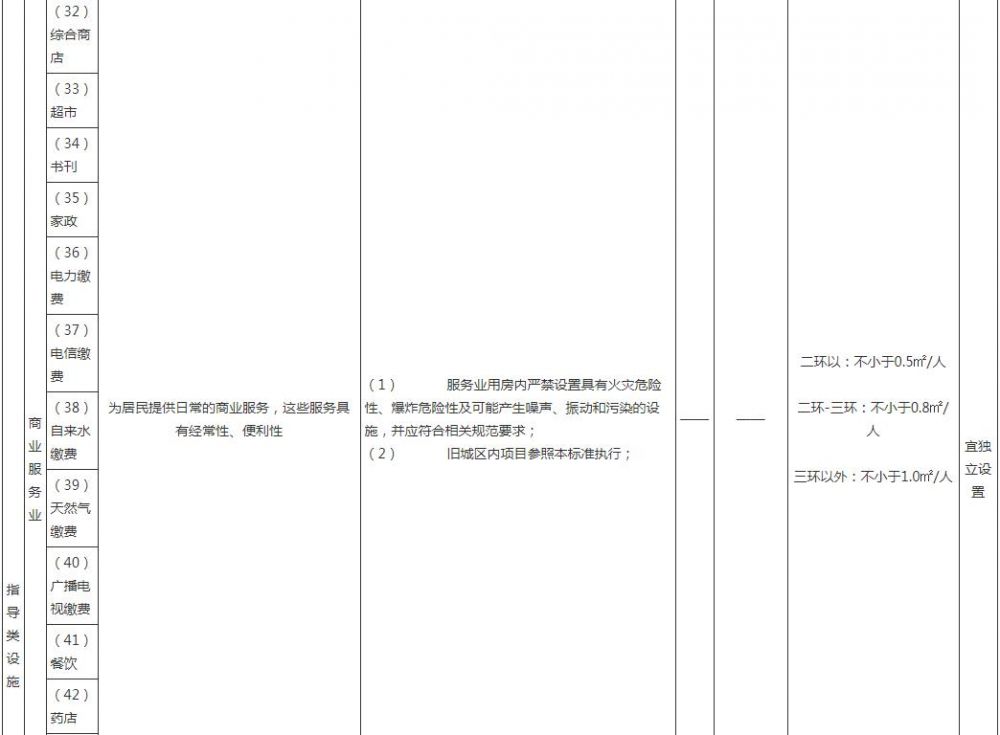 指
导
类
设
施
商
业
服
务
业
（32）
综合商
店
（33）
超市
（34）
书刊
（35）
家政
（36）
电力缴
费
（37）
电信缴
费
（38）
自来水
缴费
（39）
天然气
缴费
（40）
广播电
视缴费
（41）
餐饮
（42）
药店
为居民提供日常的商业服务，这些服务具
有经常性、便利性
（1） 服务业用房内严禁设置具有火灾危险
性、爆炸危险性及可能产生噪声、振动和污染的设
施，并应符合相关规范要求；
（2） 旧城区内项目参照本标准执行；
——
——
二环以：不小于0.5㎡/人
二环-三环：不小于0.8㎡/
人
三环以外：不小于1.0㎡/人
宜独
立设
置